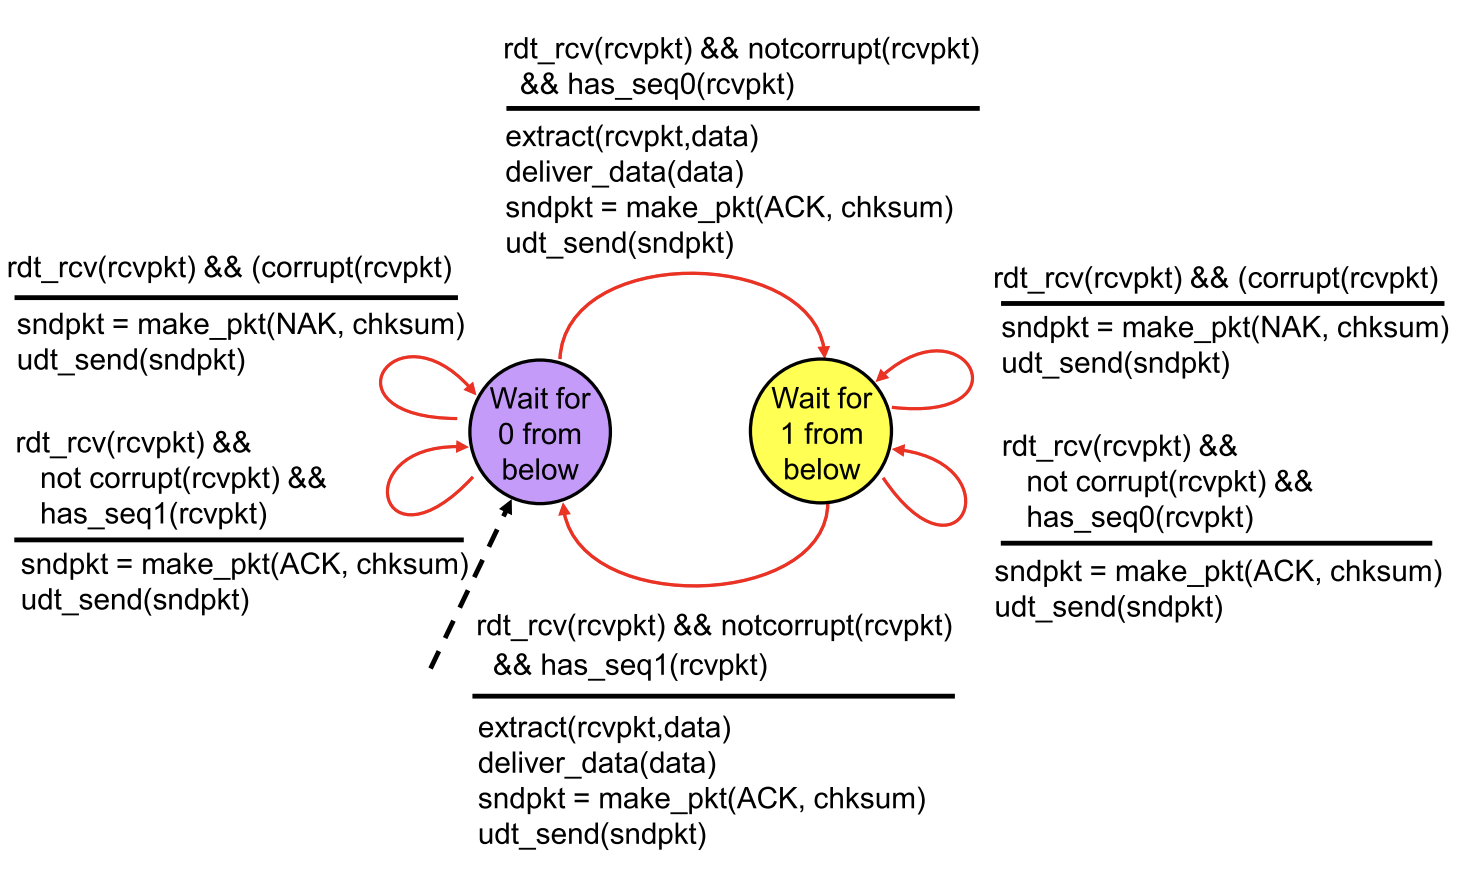 rdt_rcv(rcvpkt) && notcorrupt(rcvpkt)
&& has_seq0(rcvpkt)
extract(rcvpkt,data)
deliver_data(data)
sndpkt = make_pkt(ACK, chksum)
udt_send(sndpkt)
rdt_rcv(rcvpkt) && (corrupt(rcvpkt)
sndpkt = make_pkt(NAK, chksum)
udt_send(sndpkt)
rdt_rcv(rcvpkt) &&
not corrupt(rcvpkt) &&
has_seq1(rcvpkt)
sndpkt = make_pkt(ACK, chksum)
udt_send(sndpkt)
Wait for
0 from
below
Wait for
1 from
below
rdt_rcv(rcvpkt) && (corrupt(rcvpkt)
sndpkt = make_pkt(NAK, chksum)
udt_send(sndpkt)
rdt_rcv(rcvpkt) &&
not corrupt(rcvpkt) &&
has_seq0(rcvpkt)
sndpkt = make_pkt(ACK, chksum)
udt_send(sndpkt)
rdt_rcv(rcvpkt) && notcorrupt(rcvpkt)
&& has_seq1(rcvpkt)
extract(rcvpkt,data)
deliver_data(data)
sndpkt = make_pkt(ACK, chksum)
udt_send(sndpkt)